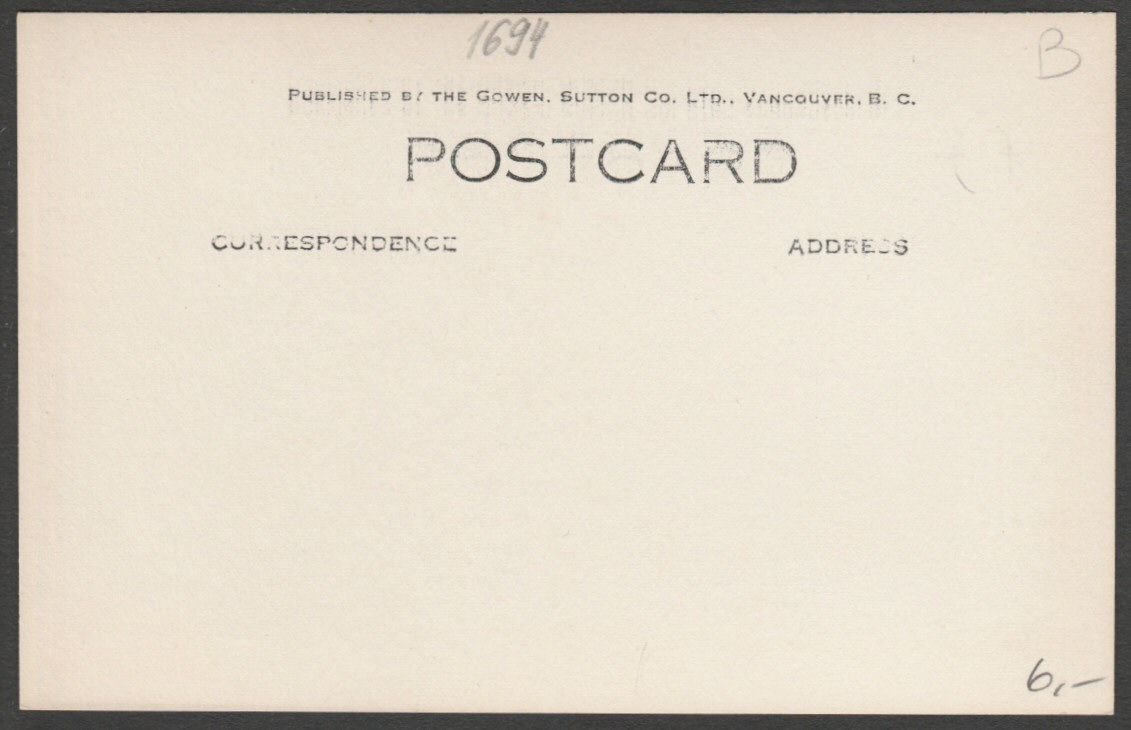 1694
B
PUBLISHED BY THE GOWEN, SUTTON CO. LTD., VANCOUVER, B. C.
POSTCARD
CORRESPONDENCE ADDRESS
6,-